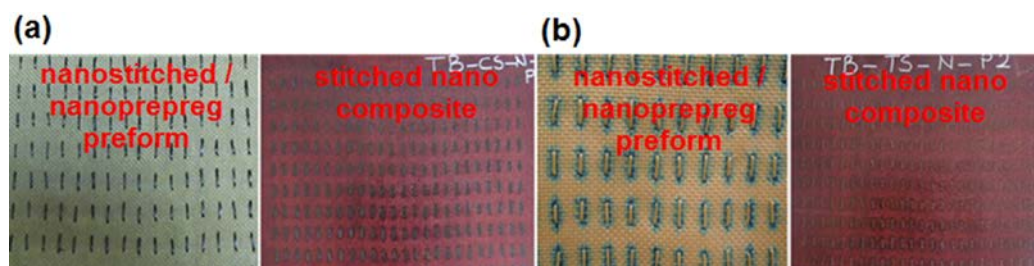 (a)
nanostitched /
nanoprepreg
preform
TB-CS-N-
P
stitched nano
composite
(b)
nanostitched /
nanoprepreg
preform
TB-TS-N-P2
stitched nano
composite